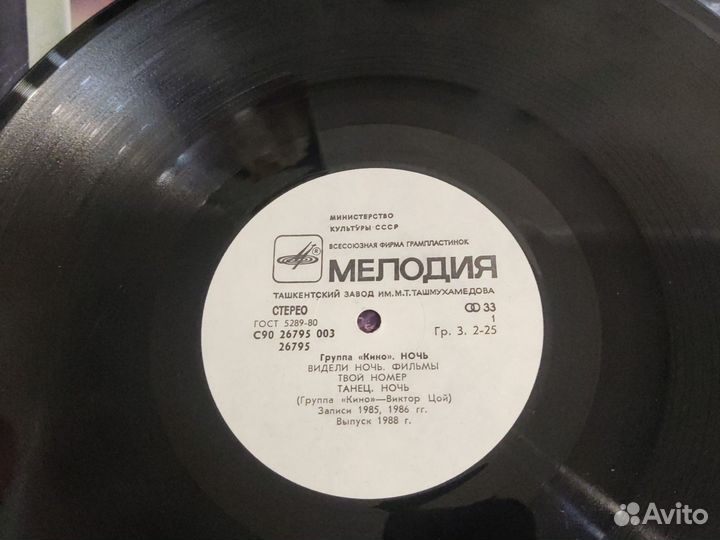 МИНИСТЕРСТВО
КУЛЬТУРЫ СССР
ВСЕСОЮЗНАЯ ФИРМА ГРАМПЛАСТИНОК
МЕЛОДИЯ
ТАШКЕНТСКИЙ ЗАВОД ИМ. М.Т. ТАШМУХАМЕДОВА
СТЕРЕО
33
ГОСТ 5289-80
1
С90 26795 003
Гр. 3. 2-25
26795
Группа «Кино». НОЧЬ
ВИДЕЛИ НОЧЬ. ФИЛЬМЫ
ТВОЙ НОМЕР
ТАНЕЦ. НОЧЬ
(Группа «Кино»—Виктор Цой)
Записи 1985, 1986 гг.
Выпуск 1988 г.
Avito